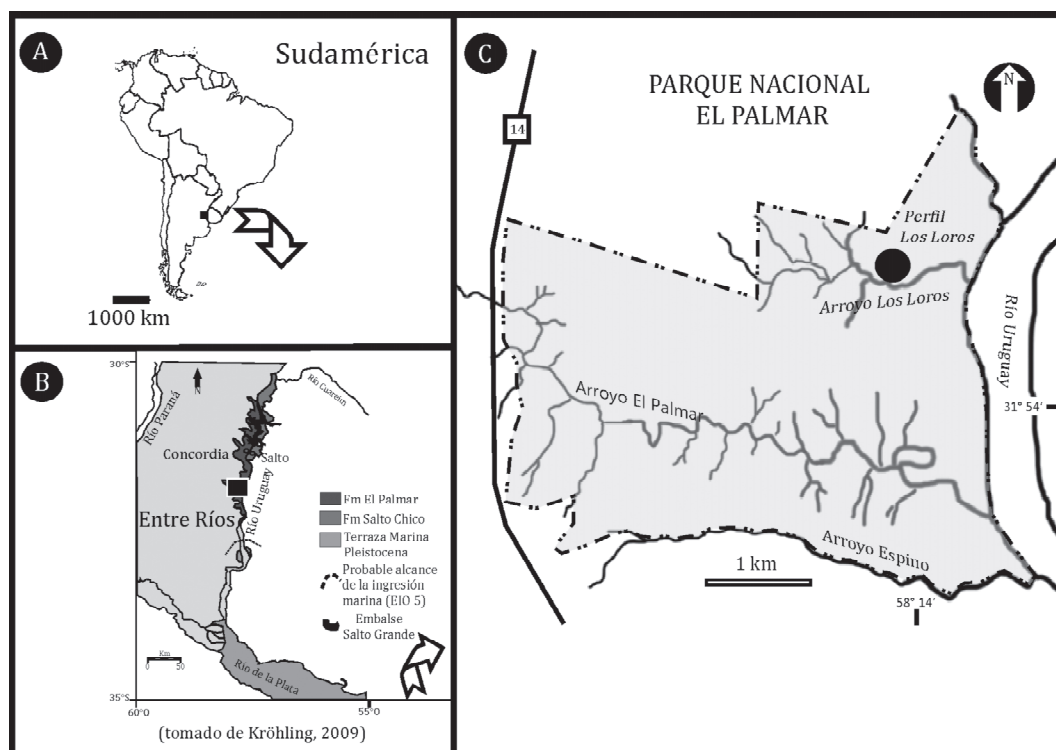 A
Sudamérica
1000 km
B
30°S
N
Río Cuareim
Río Paraná
Concordia
Salto
Río Uruguay
Entre Ríos
Fm El Palmar
Fm Salto Chico
Terraza Marina
Pleistocena
Probable alcance
de la ingresión
marina (EIO 5)
Embalse
Salto Grande
Km
0 50
Río de la Plata
35°S
60°0
55°0
(tomado de Kröhling, 2009)
C
PARQUE NACIONAL
EL PALMAR
N
14
Perfil
Los Loros
Arroyo Los Loros
Río Uruguay
31° 54′
Arroyo El Palmar
Arroyo Espino
1 km
58° 14′